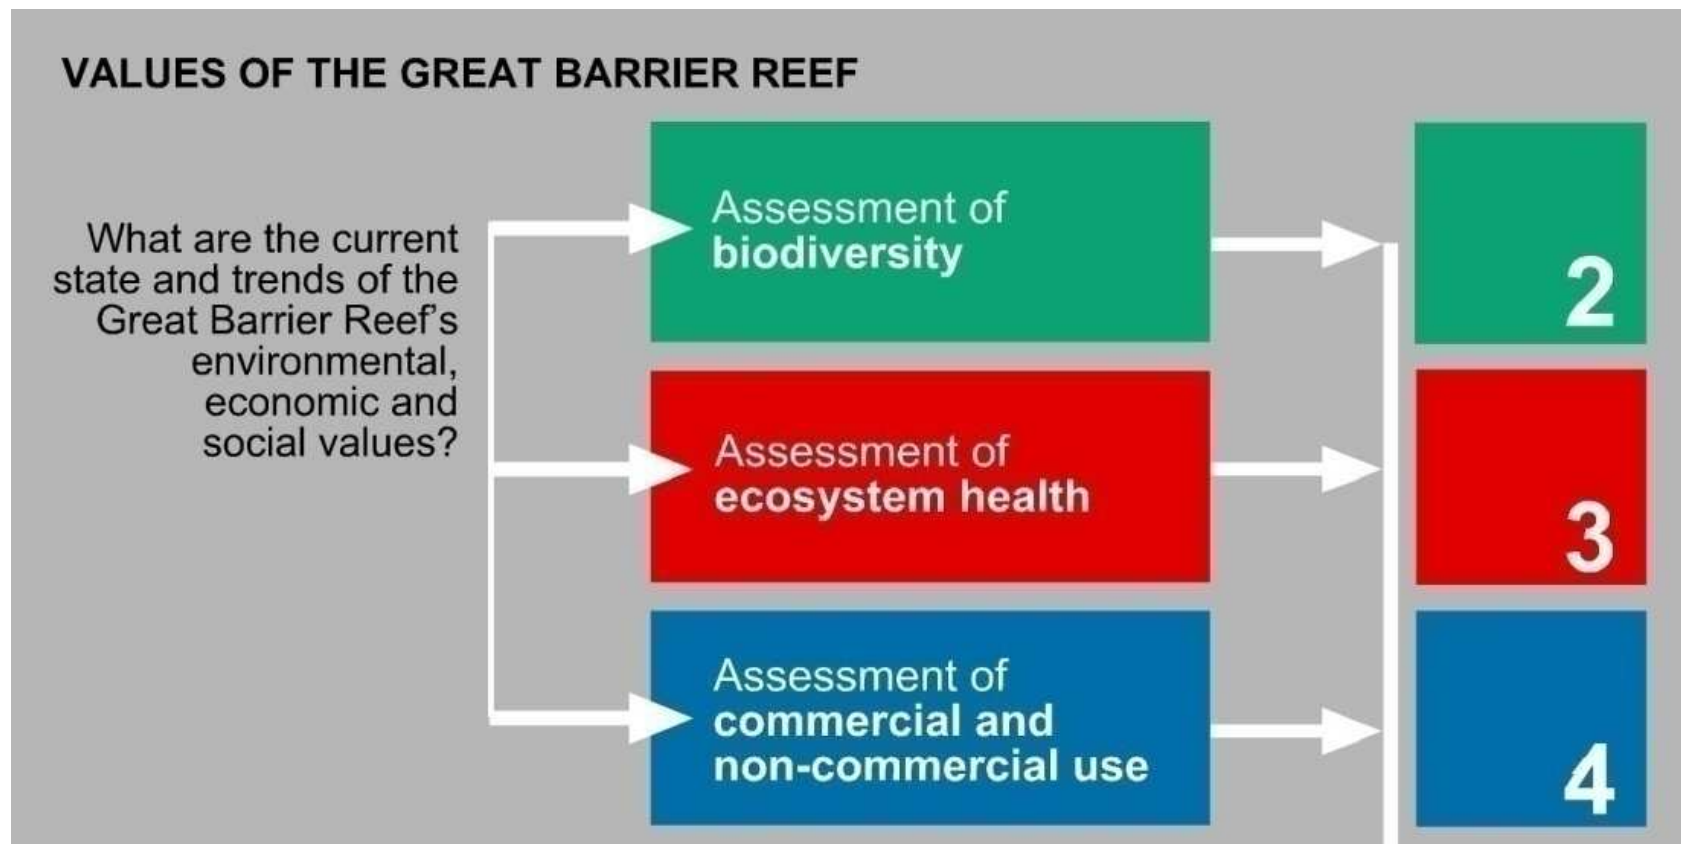 VALUES OF THE GREAT BARRIER REEF
What are the current
state and trends of the
Great Barrier Reef's
environmental,
economic and
social values?
Assessment of
biodiversity
2
Assessment of
ecosystem health
3
Assessment of
commercial and
non-commercial use
4